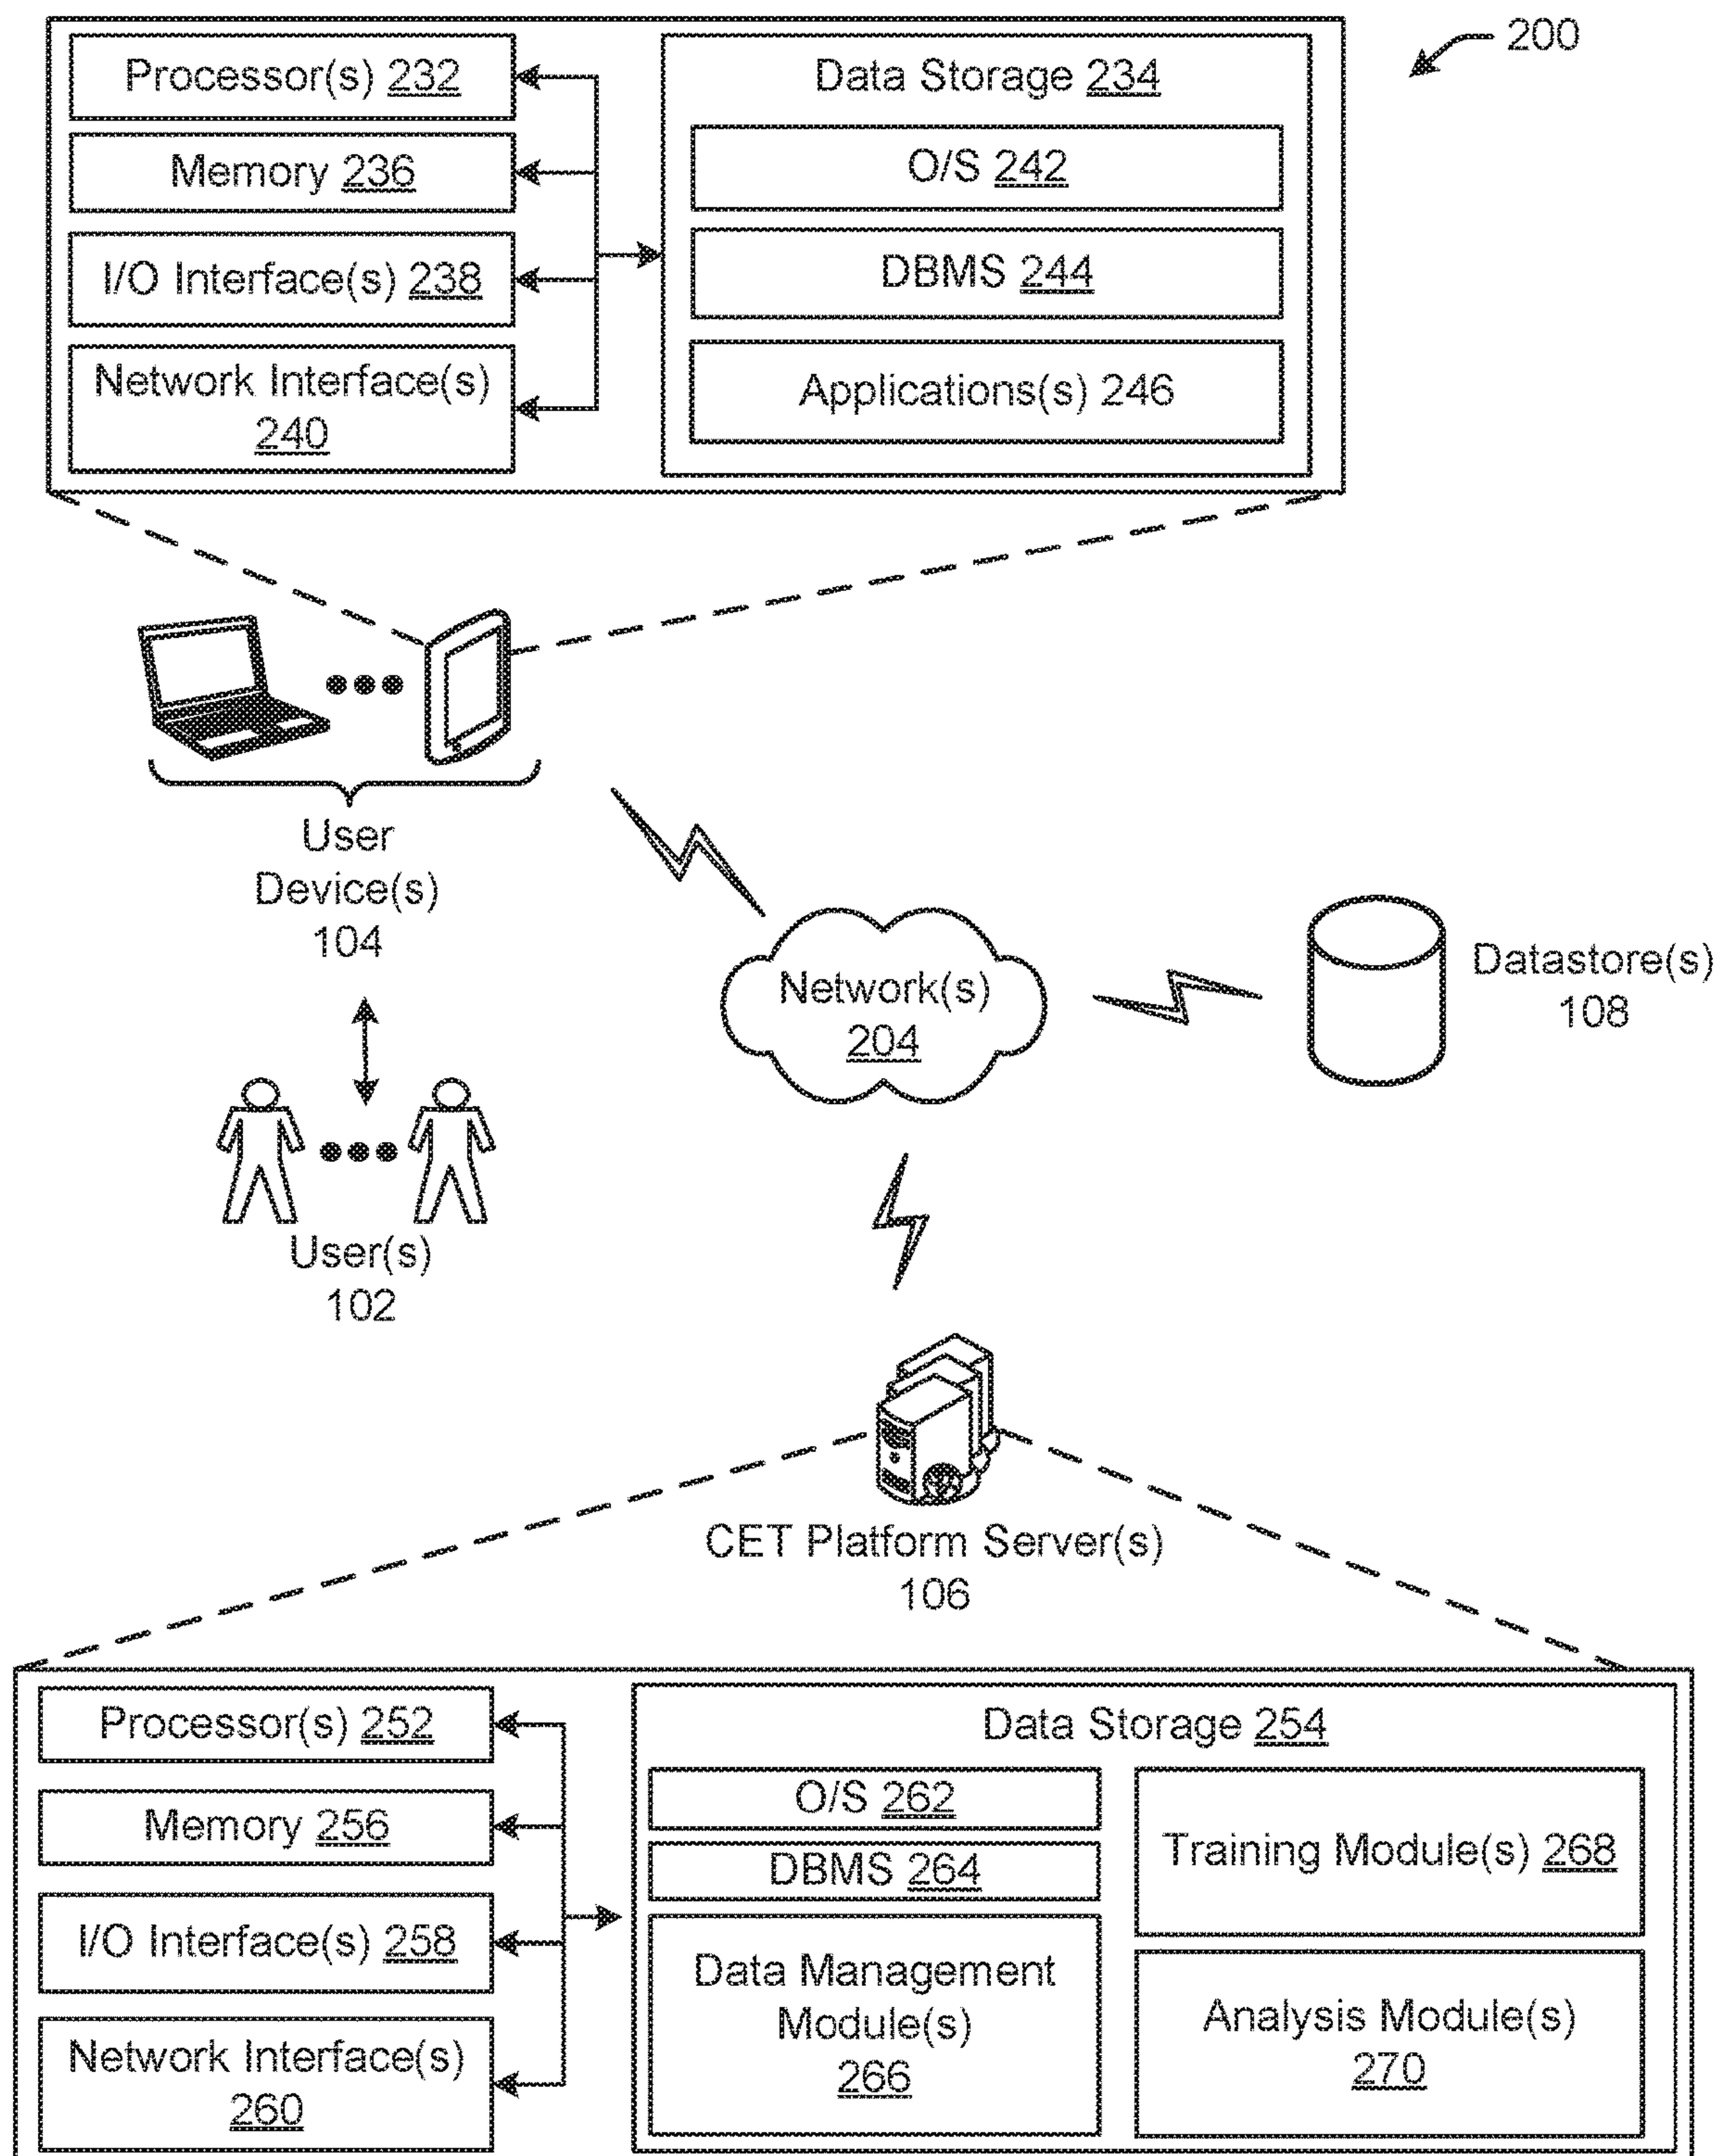 200
Processor(s) 232
Memory 236
I/O Interface(s) 238
Network Interface(s)
240
Data Storage 234
O/S 242
DBMS 244
Applications(s) 246
User
Device(s)
104
Network(s)
204
Datastore(s)
108
User(s)
102
CET Platform Server(s)
106
Processor(s) 252
Memory 256
I/O Interface(s) 258
Network Interface(s)
260
Data Storage 254
O/S 262
DBMS 264
Data Management
Module(s)
266
Training Module(s) 268
Analysis Module(s)
270